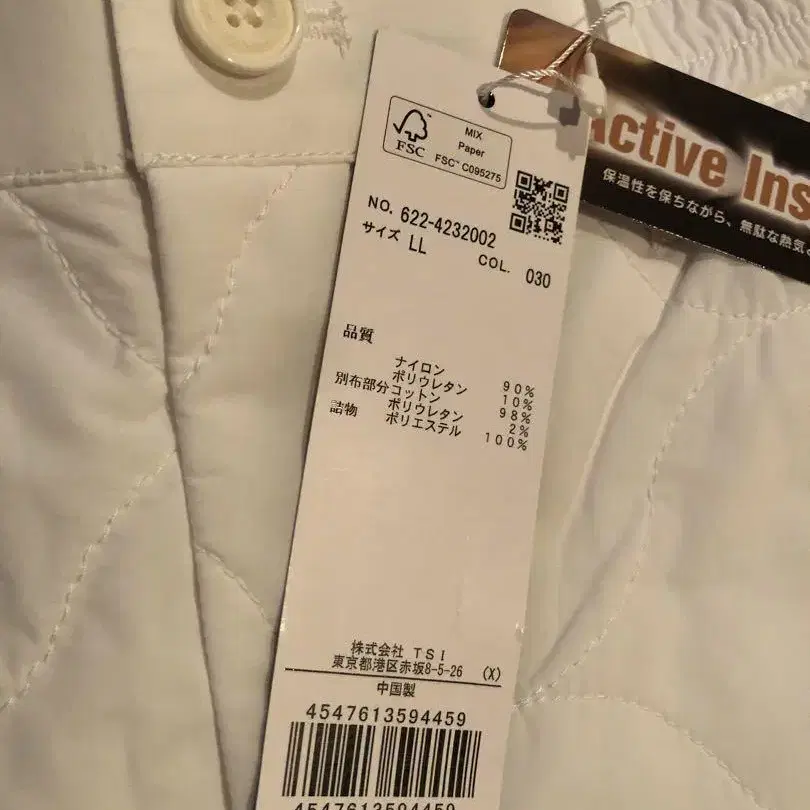 MIX
Paper
FSC™ C095275
FSC
NO. 622-4232002
サイズ LL COL. 030
品質
ナイロン 90%
ポリウレタン 10%
別布部分 コットン 98%
ポリウレタン 2%
詰物 ポリエステル 100%
株式会社 TSI
東京都港区赤坂8-5-26 (X)
中国製
4547613594459
4547613594459
Active Ins
保温性を保ちながら、無駄な熱気